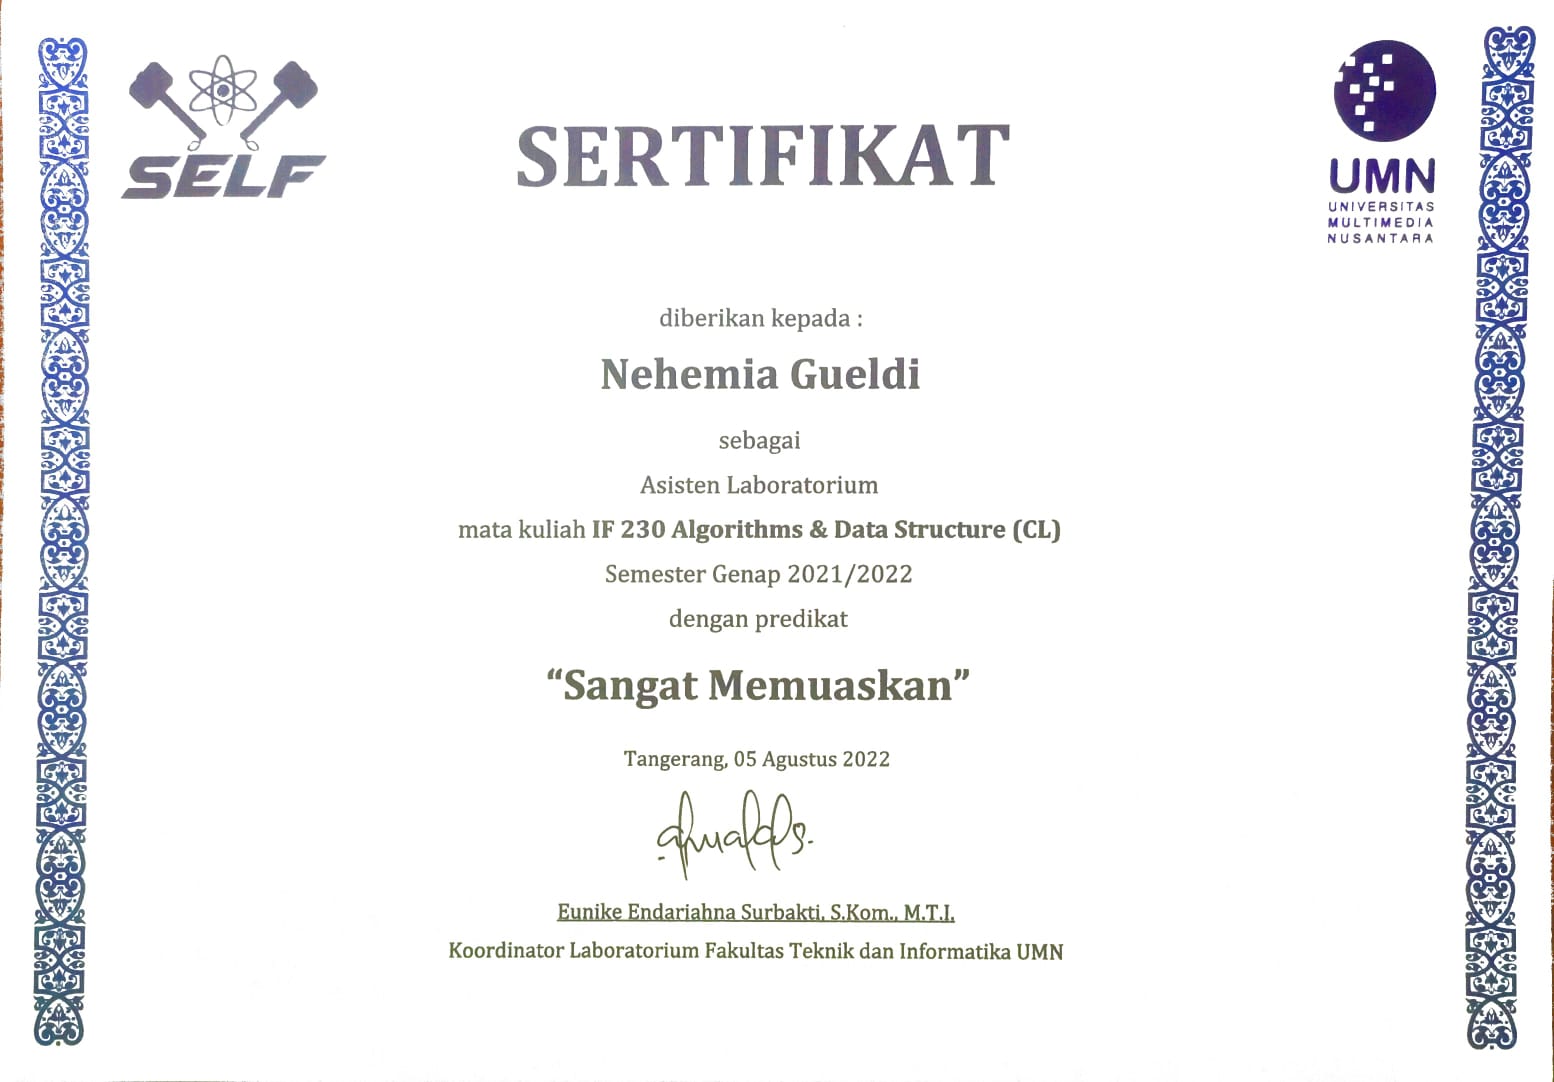 SELF
SERTIFIKAT
UMN
UNIVERSITAS
MULTIMEDIA
NUSANTARA
diberikan kepada :
Nehemia Gueldi
sebagai
Asisten Laboratorium
mata kuliah IF 230 Algorithms & Data Structure (CL)
Semester Genap 2021/2022
dengan predikat
“Sangat Memuaskan”
Tangerang, 05 Agustus 2022
Eunike Endariahna Surbakti, S.Kom., M.T.I.
Koordinator Laboratorium Fakultas Teknik dan Informatika UMN